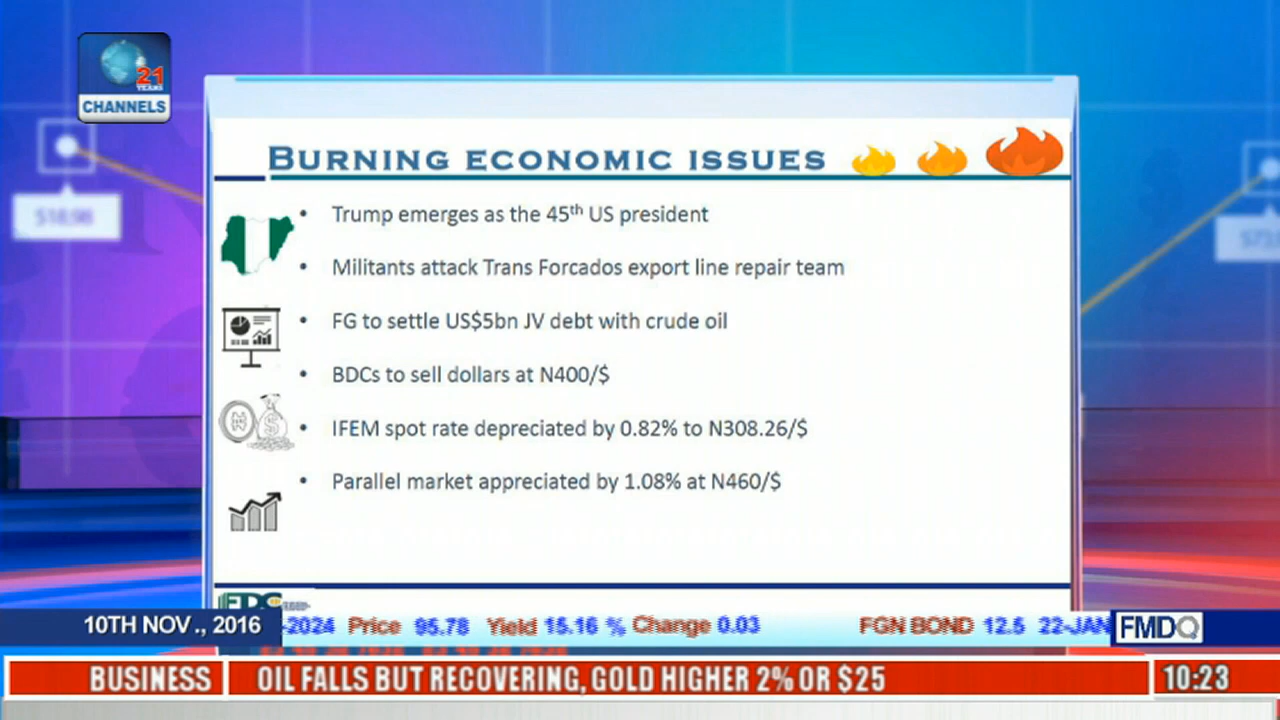 21
YEARS
CHANNELS
BURNING ECONOMIC ISSUES
• Trump emerges as the 45th US president
• Militants attack Trans Forcados export line repair team
• FG to settle US$5bn JV debt with crude oil
• BDCs to sell dollars at N400/$
• IFEM spot rate depreciated by 0.82% to N308.26/$
• Parallel market appreciated by 1.08% at N460/$
10TH NOV., 2016
-2024 Price 95.78 Yield 15.16 % Change 0.03 FGN BOND 12.5 22-JAN
FMDQ
BUSINESS OIL FALLS BUT RECOVERING, GOLD HIGHER 2% OR $25 10:23